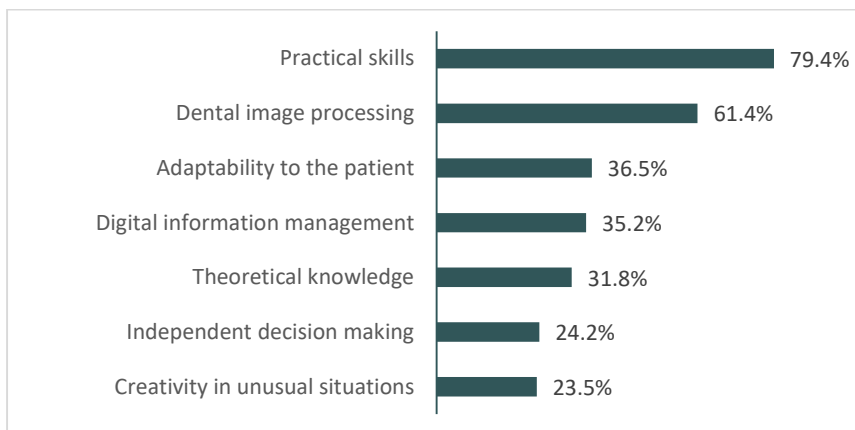 Practical skills 79.4%
Dental image processing 61.4%
Adaptability to the patient 36.5%
Digital information management 35.2%
Theoretical knowledge 31.8%
Independent decision making 24.2%
Creativity in unusual situations 23.5%